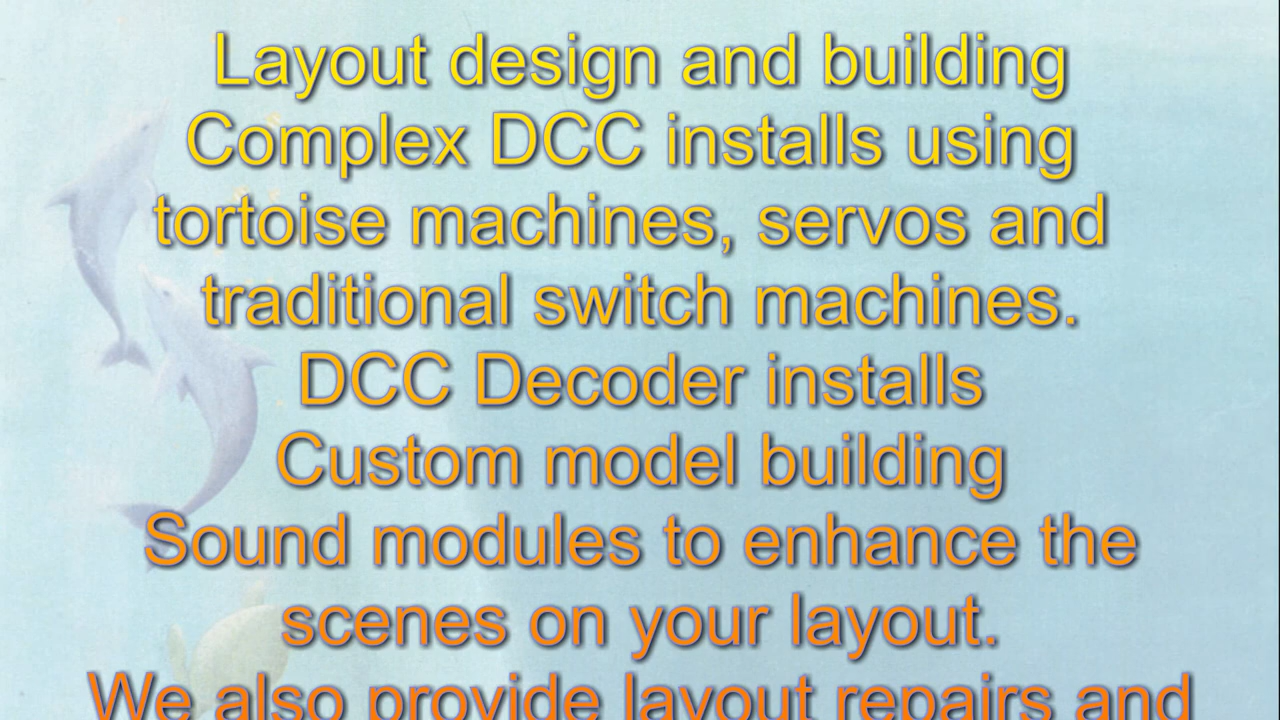 Layout design and building
Complex DCC installs using
tortoise machines, servos and
traditional switch machines.
DCC Decoder installs
Custom model building
Sound modules to enhance the
scenes on your layout.
We also provide layout repairs and